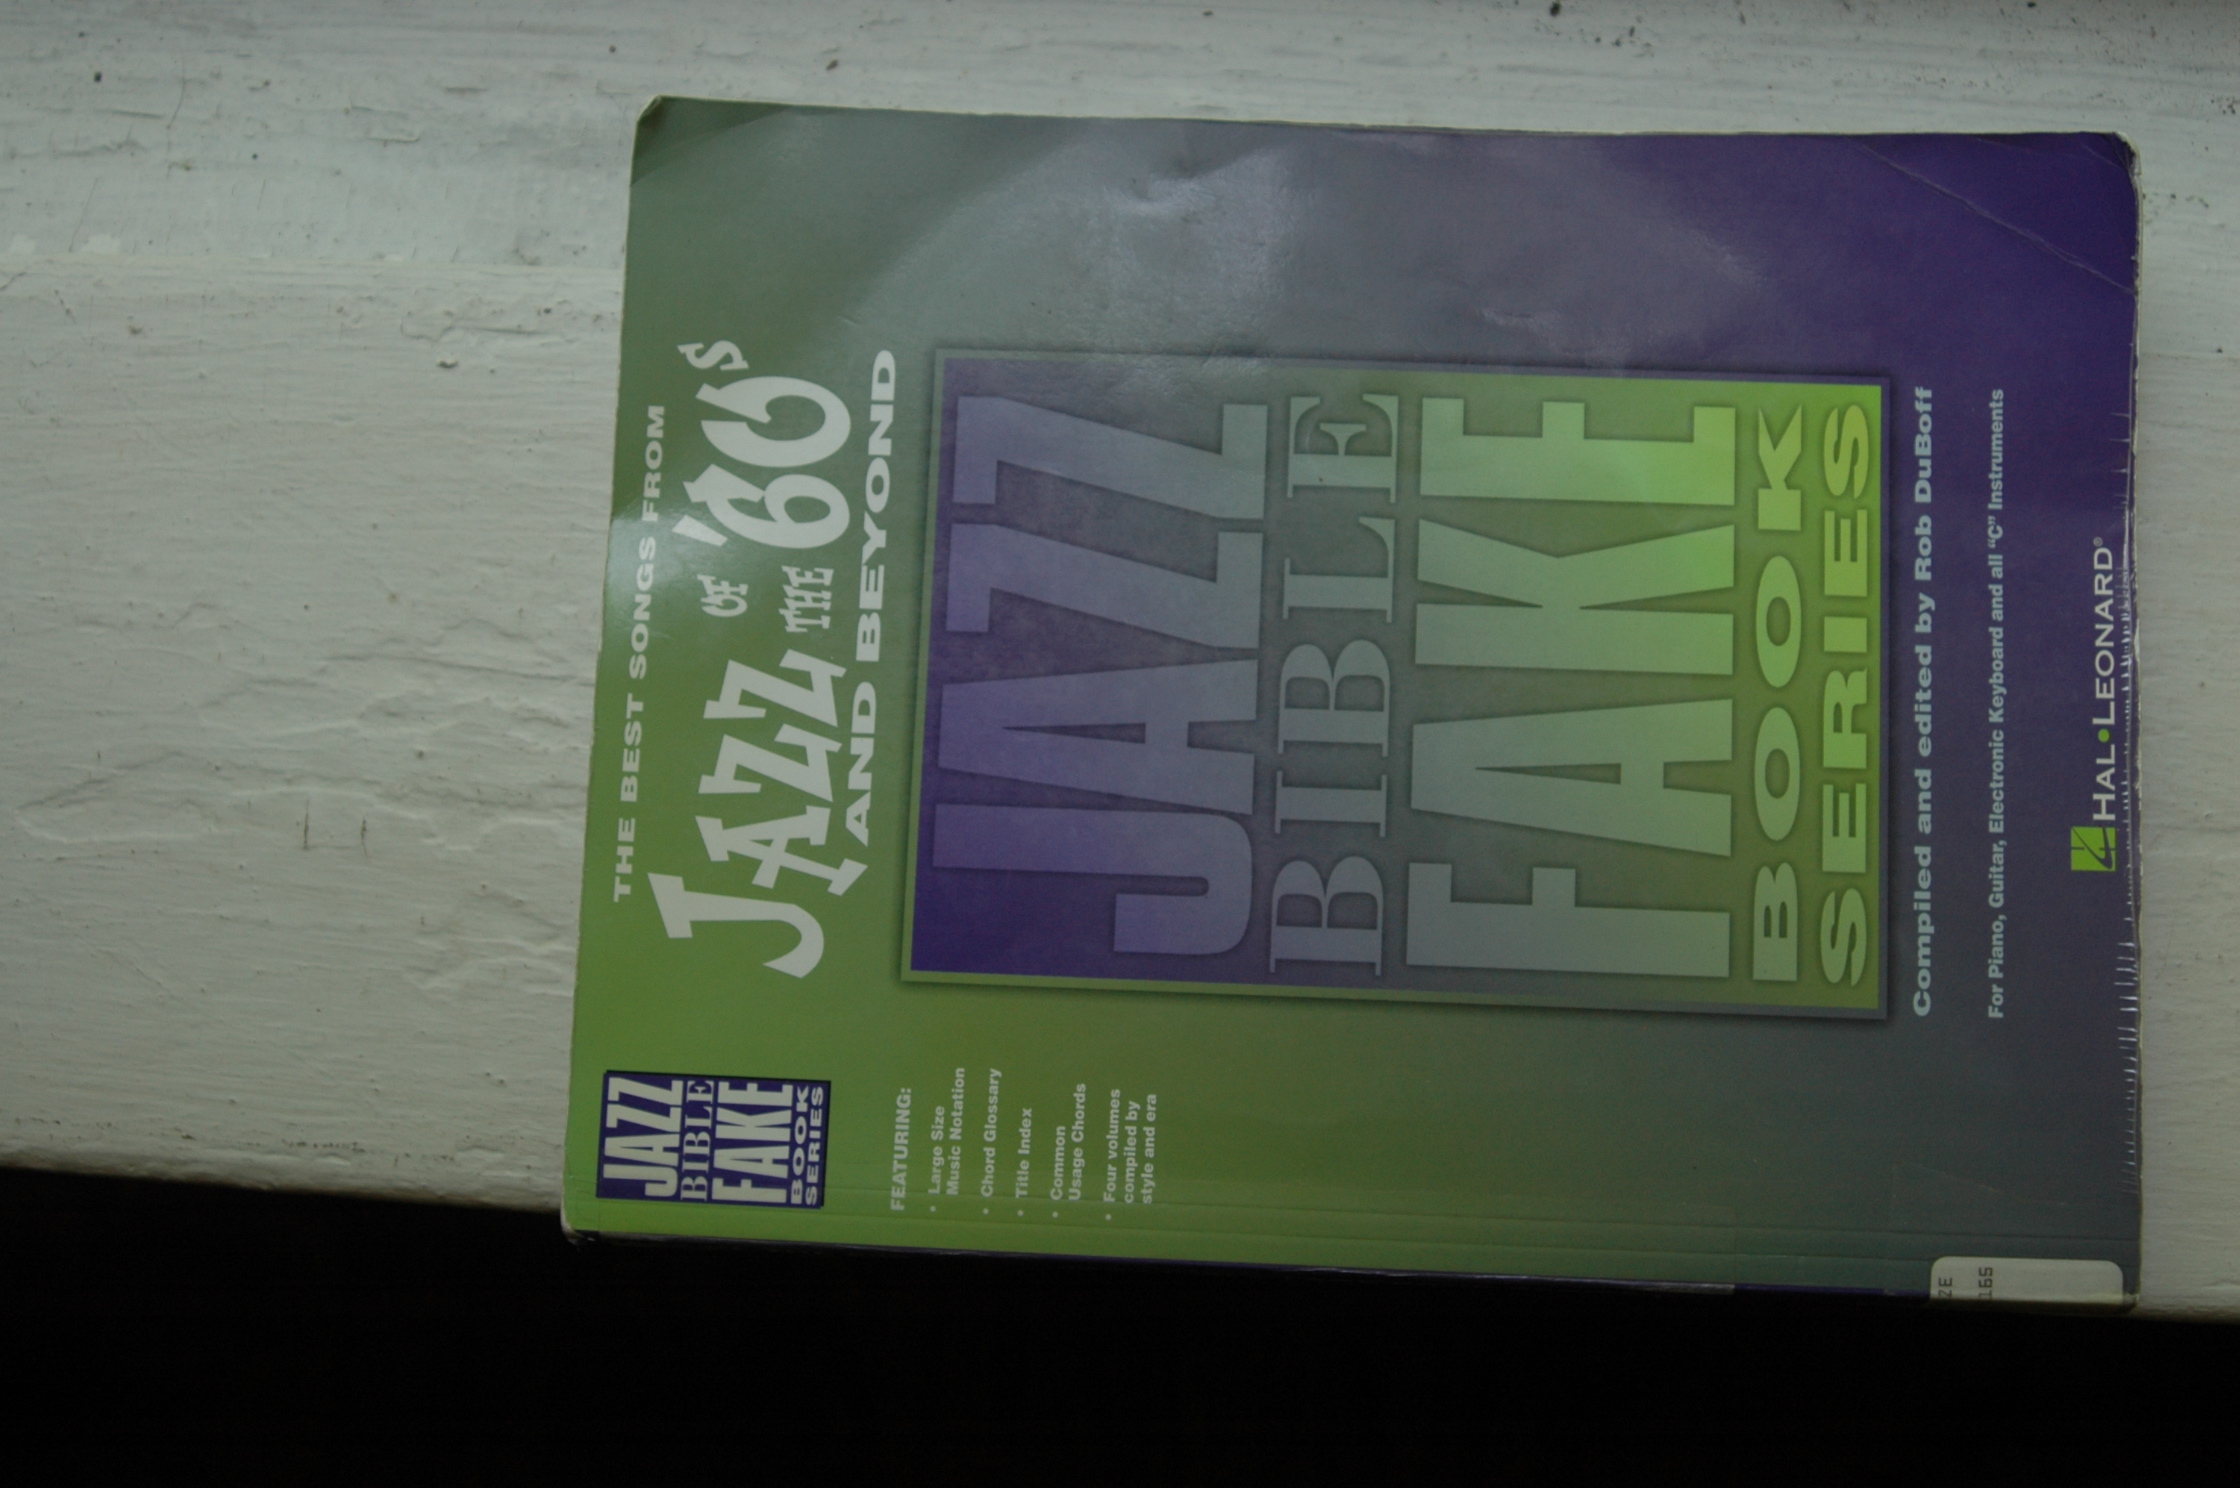 JAZZ
BIBLE
FAKE
BOOK
SERIES
THE BEST SONGS FROM
JAZZ OF THE '60s
AND BEYOND
FEATURING:
• Large Size
Music Notation
• Chord Glossary
• Title Index
• Common
Usage Chords
• Four volumes
compiled by
style and era
JAZZ
BIBLE
FAKE
BOOK
SERIES
Compiled and edited by Rob DuBoff
For Piano, Guitar, Electronic Keyboard and all “C” Instruments
ZE
165
HAL•LEONARD®